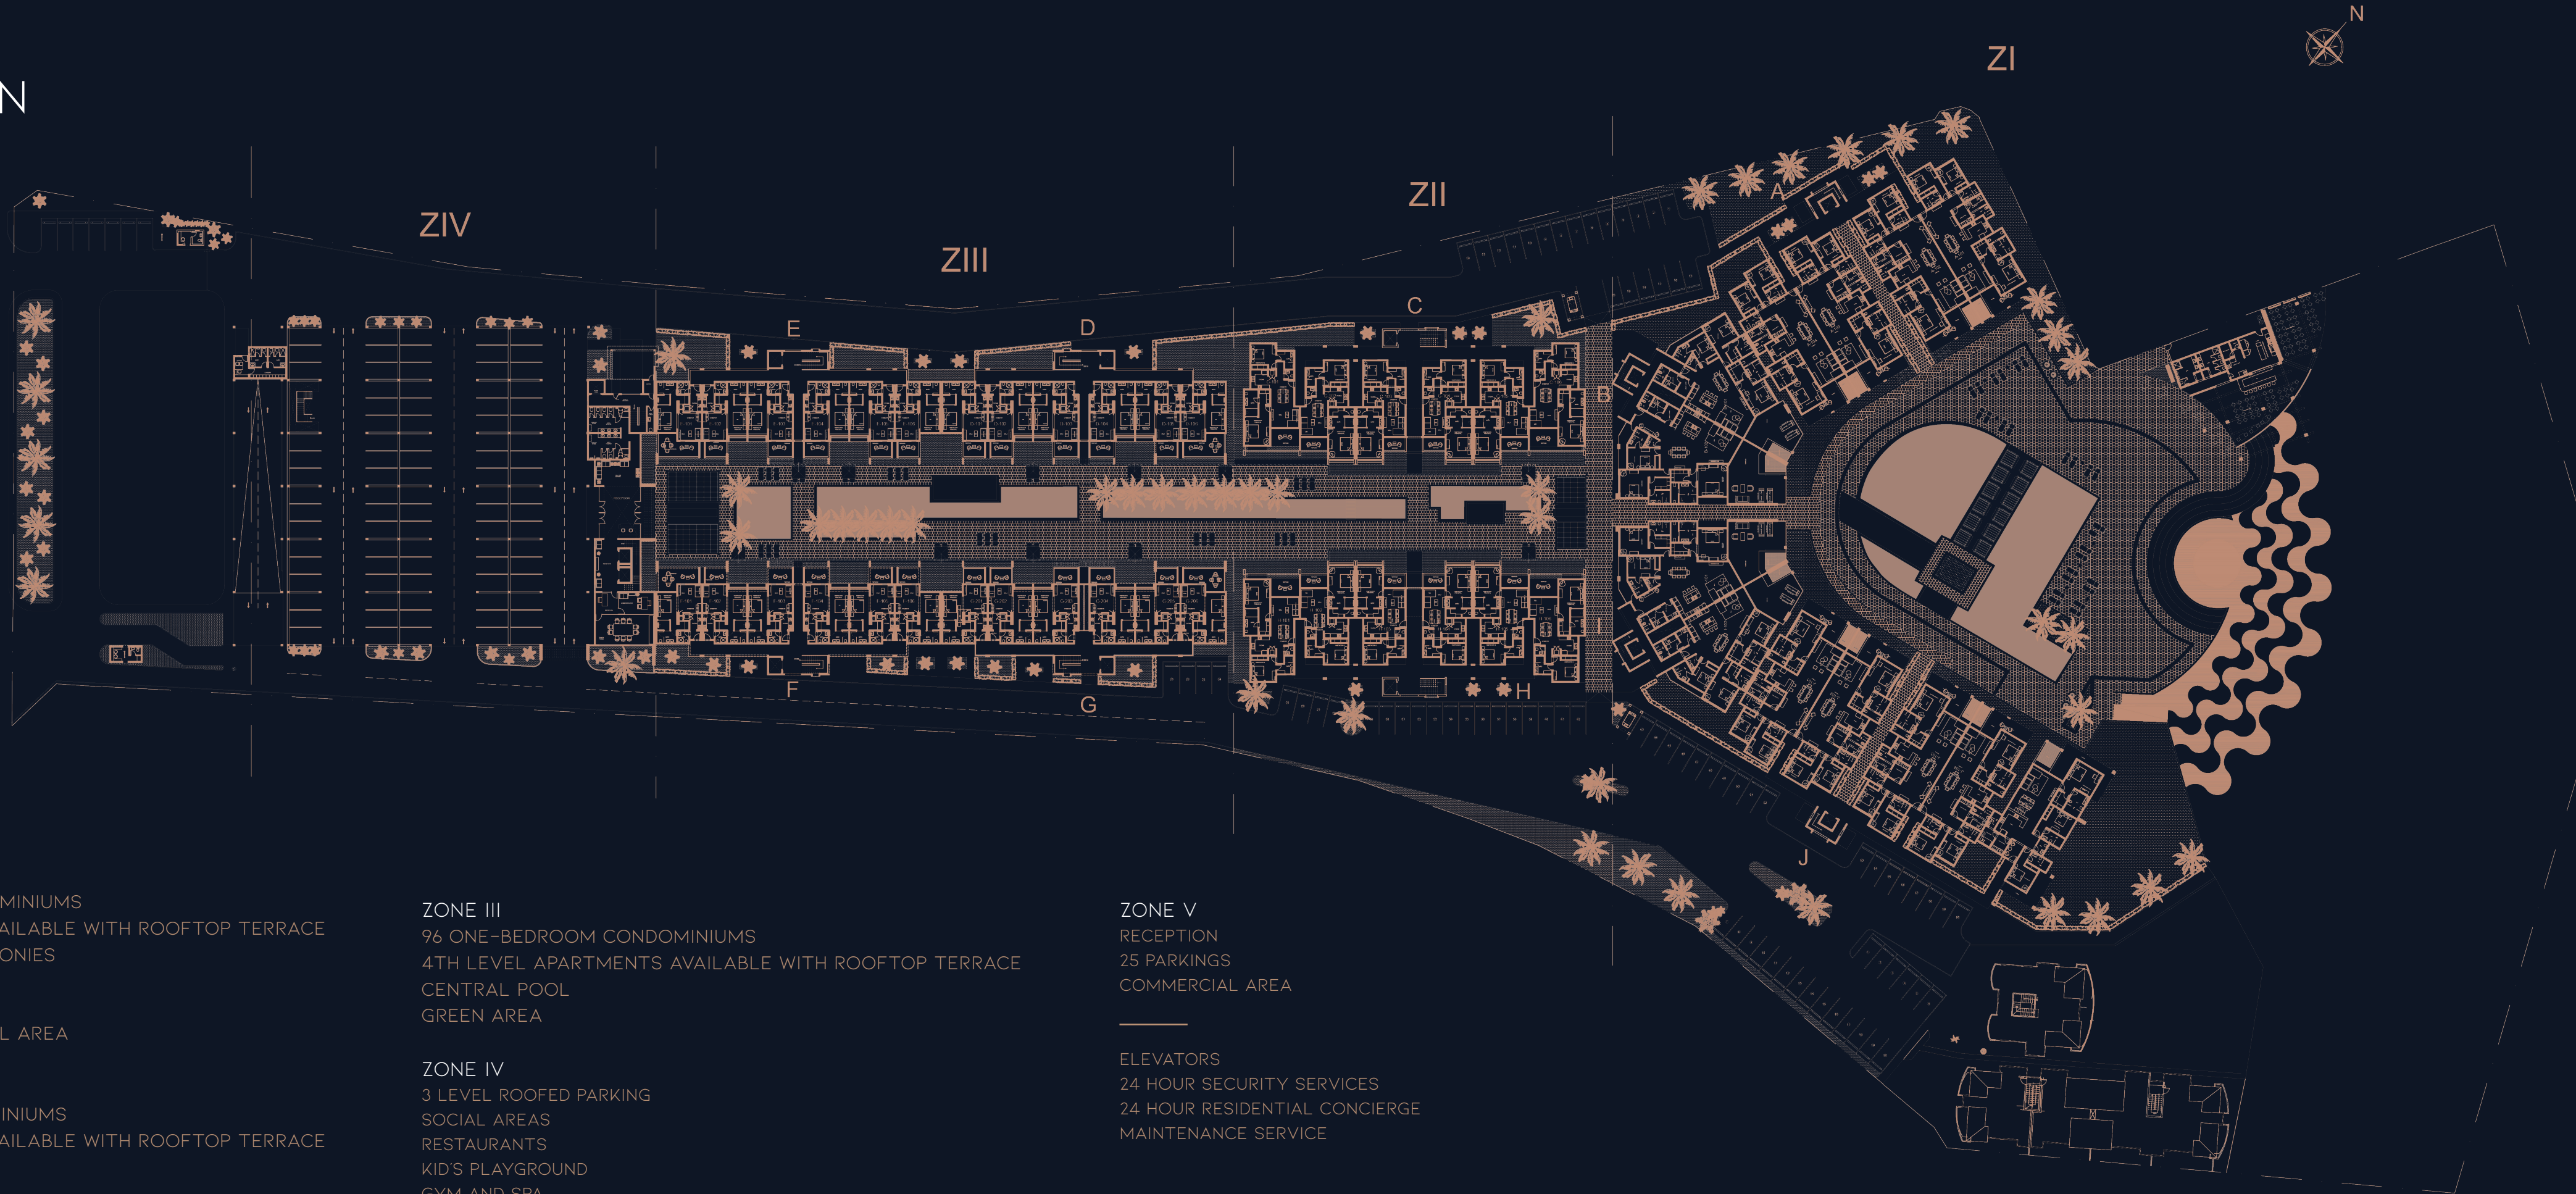 N
ZI
N
ZII
ZIV
ZIII
A
B
C
D
E
F
G
H
I
J
MINIUMS
AILABLE WITH ROOFTOP TERRACE
ONIES
L AREA
INIUMS
AILABLE WITH ROOFTOP TERRACE
ZONE III
96 ONE-BEDROOM CONDOMINIUMS
4TH LEVEL APARTMENTS AVAILABLE WITH ROOFTOP TERRACE
CENTRAL POOL
GREEN AREA
ZONE IV
3 LEVEL ROOFED PARKING
SOCIAL AREAS
RESTAURANTS
KID'S PLAYGROUND
GYM AND SPA
ZONE V
RECEPTION
25 PARKINGS
COMMERCIAL AREA
ELEVATORS
24 HOUR SECURITY SERVICES
24 HOUR RESIDENTIAL CONCIERGE
MAINTENANCE SERVICE